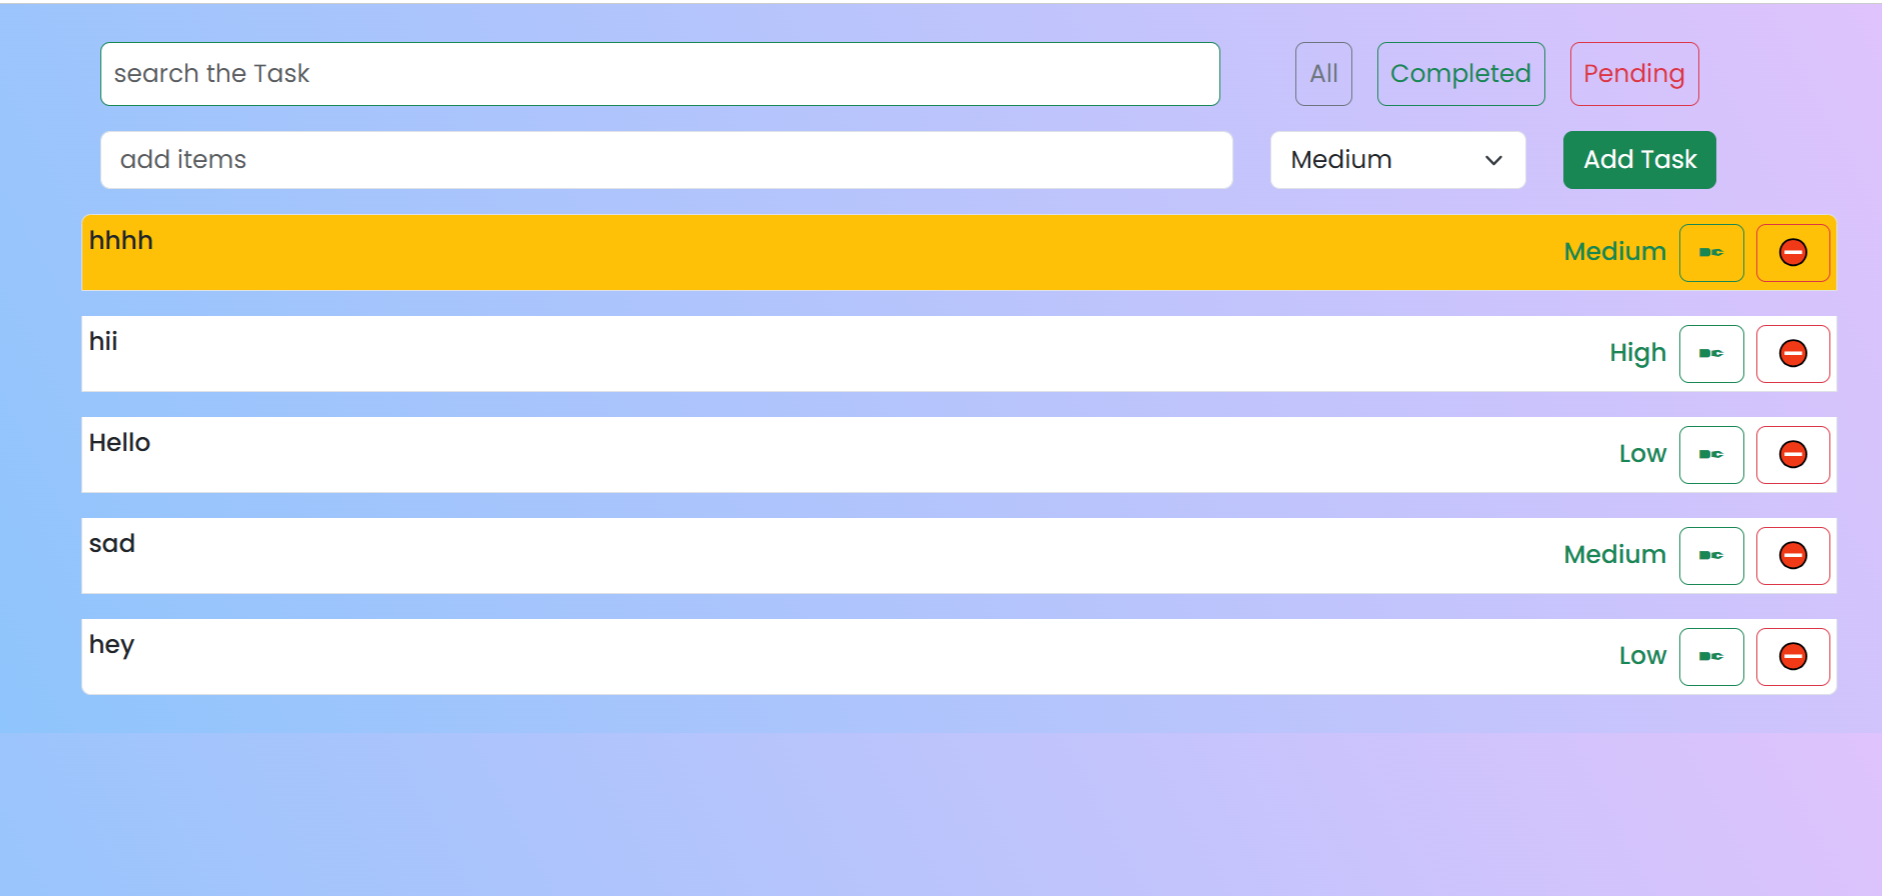 search the Task All Completed Pending
add items Medium Add Task
hhhh Medium
hii High
Hello Low
sad Medium
hey Low